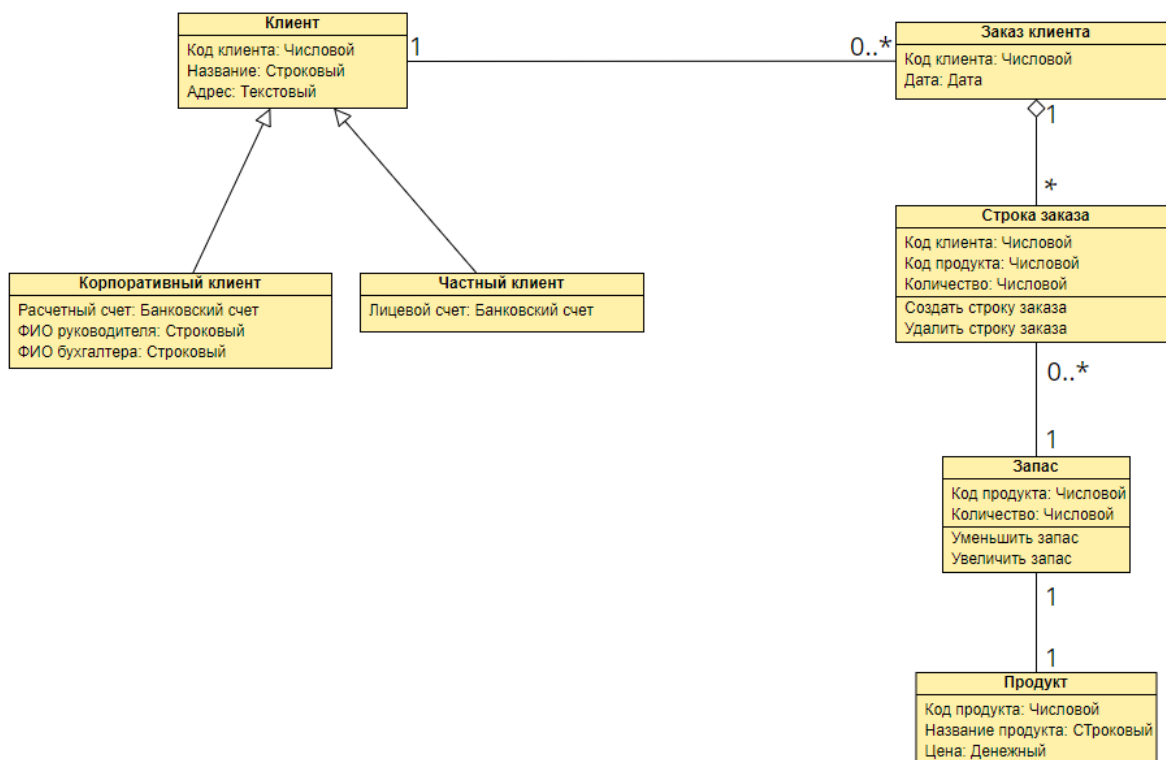 Клиент
Код клиента: Числовой
Название: Строковый
Адрес: Текстовый
1
0..*
Заказ клиента
Код клиента: Числовой
Дата: Дата
1
*
Строка заказа
Код клиента: Числовой
Код продукта: Числовой
Количество: Числовой
Создать строку заказа
Удалить строку заказа
Корпоративный клиент
Расчетный счет: Банковский счет
ФИО руководителя: Строковый
ФИО бухгалтера: Строковый
Частный клиент
Лицевой счет: Банковский счет
0..*
1
Запас
Код продукта: Числовой
Количество: Числовой
Уменьшить запас
Увеличить запас
1
1
Продукт
Код продукта: Числовой
Название продукта: СТроковый
Цена: Денежный